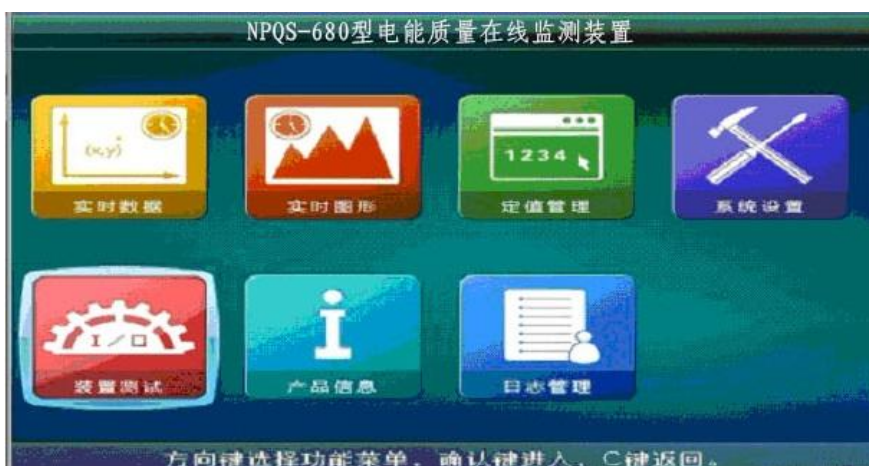 NPQS-680型电能质量在线监测装置
(x,y)
1234
实时数据
实时图形
定值管理
系统设置
I/O
装置测试
产品信息
日志管理
方向键选择功能菜单，确认键进入，C键返回。